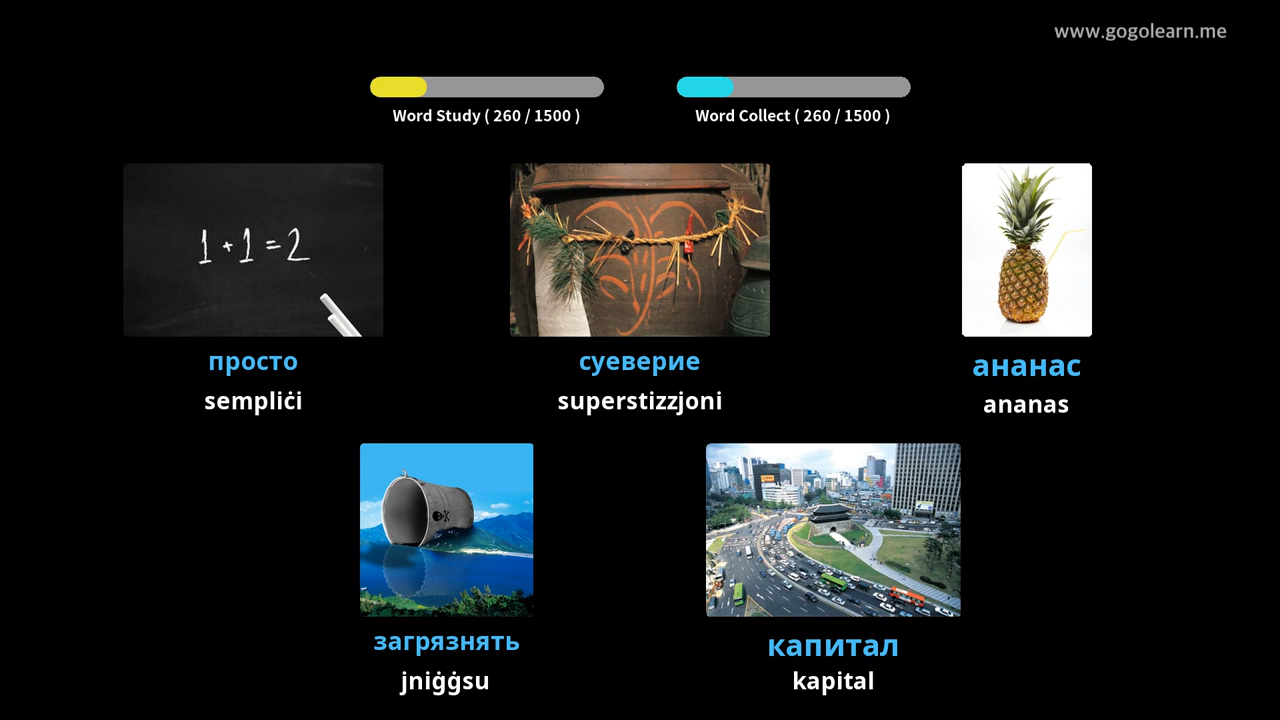 www.gogolearn.me
Word Study ( 260 / 1500 )
Word Collect ( 260 / 1500 )
1 + 1 = 2
просто
sempliċi
суеверие
superstizzjoni
ананас
ananas
загрязнять
jniġġsu
капитал
kapital